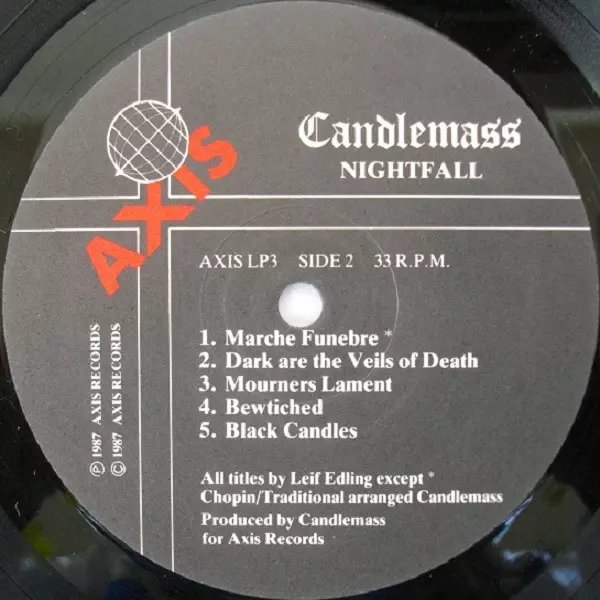 AXIS
Candlemass
NIGHTFALL
AXIS LP3 SIDE 2 33 R.P.M.
1. Marche Funebre *
2. Dark are the Veils of Death
3. Mourners Lament
4. Bewtiched
5. Black Candles
All titles by Leif Edling except *
Chopin/Traditional arranged Candlemass
Produced by Candlemass
for Axis Records
℗ 1987 AXIS RECORDS
© 1987 AXIS RECORDS